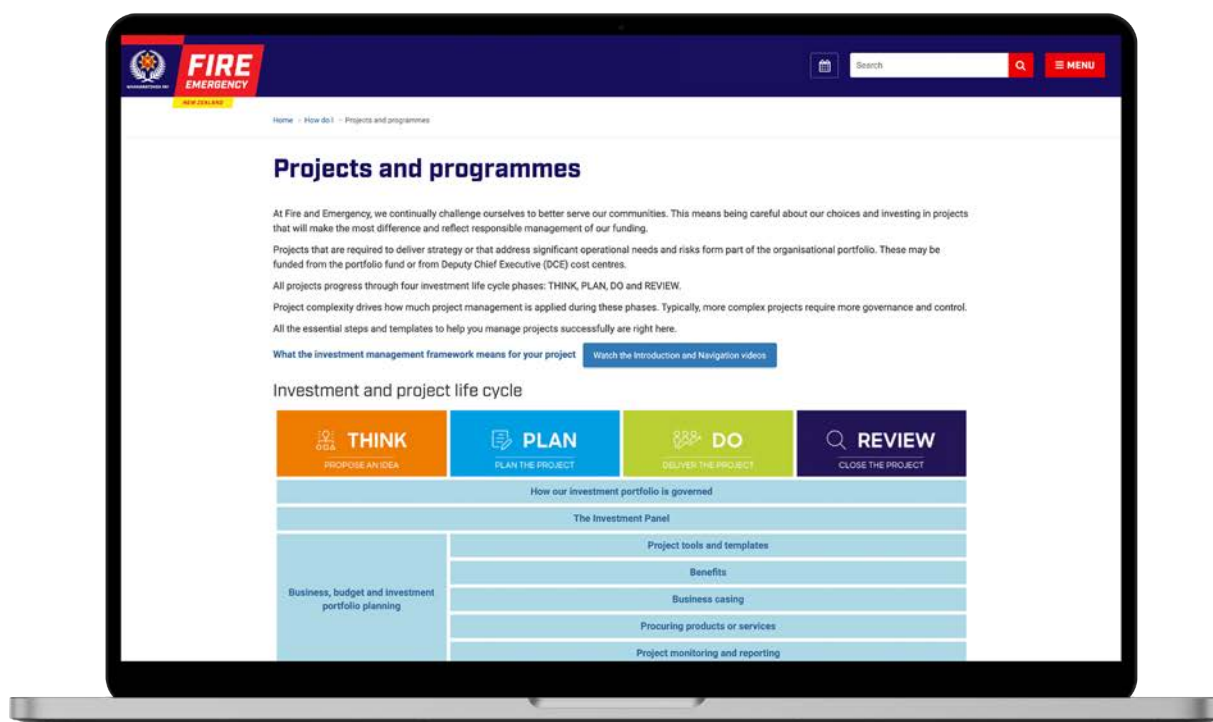 FIRE
EMERGENCY
NEW ZEALAND
Search
MENU
Home
How do I
Projects and programmes
Projects and programmes
At Fire and Emergency, we continually challenge ourselves to better serve our communities. This means being careful about our choices and investing in projects
that will make the most difference and reflect responsible management of our funding.
Projects that are required to deliver strategy or that address significant operational needs and risks form part of the organisational portfolio. These may be
funded from the portfolio fund or from Deputy Chief Executive (DCE) cost centres.
All projects progress through four investment life cycle phases: THINK, PLAN, DO and REVIEW.
Project complexity drives how much project management is applied during these phases. Typically, more complex projects require more governance and control.
All the essential steps and templates to help you manage projects successfully are right here.
What the investment management framework means for your project
Watch the Introduction and Navigation videos
Investment and project life cycle
THINK
PROPOSE AN IDEA
PLAN
PLAN THE PROJECT
DO
DELIVER THE PROJECT
REVIEW
CLOSE THE PROJECT
How our investment portfolio is governed
The Investment Panel
Business, budget and investment
portfolio planning
Project tools and templates
Benefits
Business casing
Procuring products or services
Project monitoring and reporting